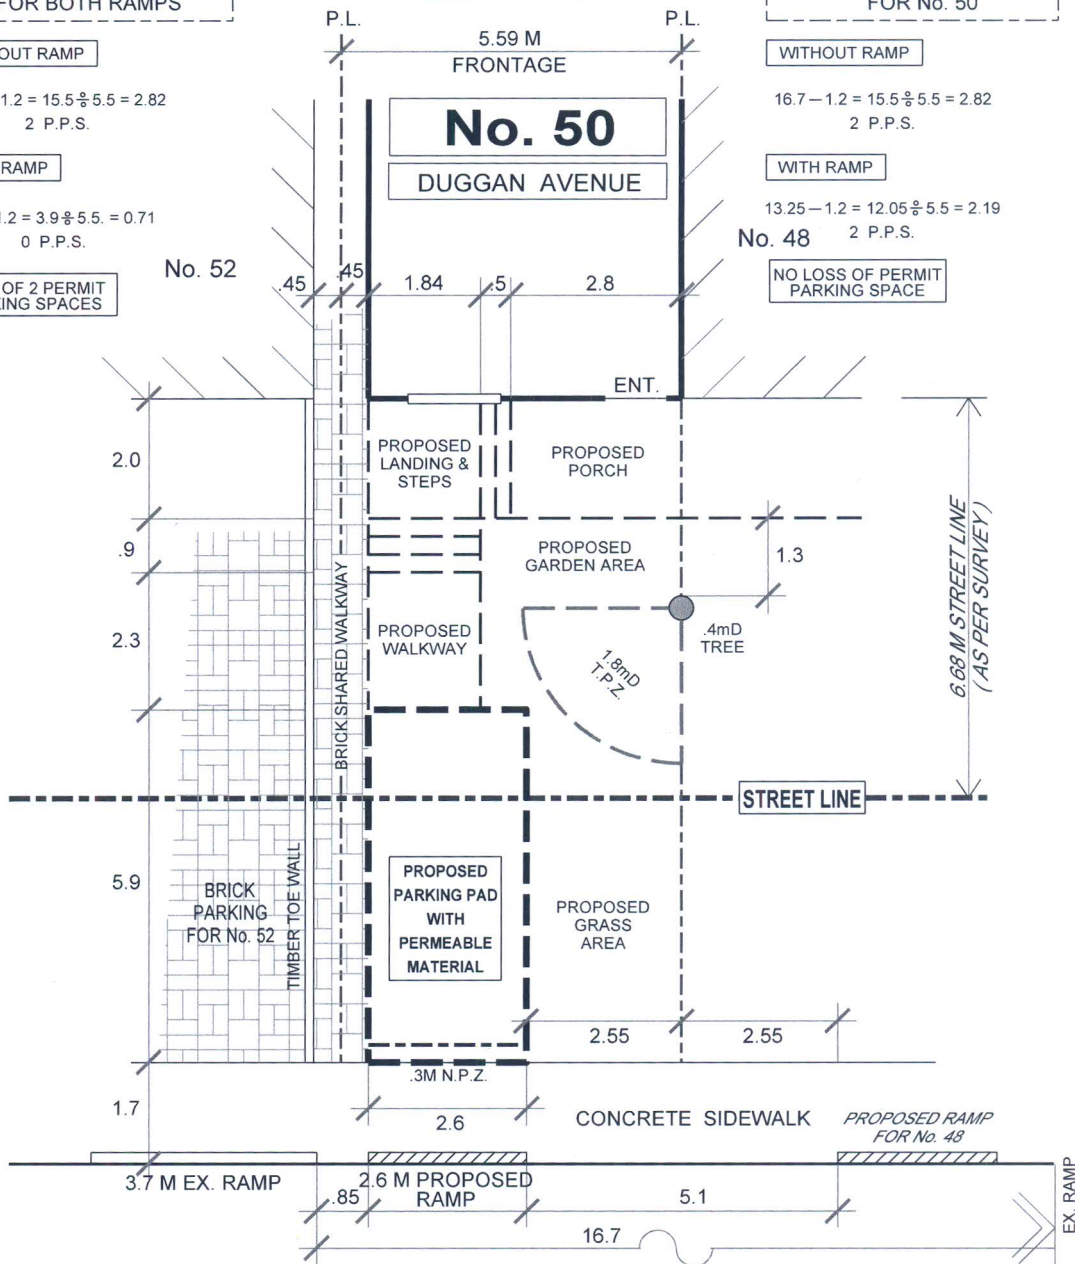 FOR BOTH RAMPS
OUT RAMP
1.2 = 15.5 ÷ 5.5 = 2.82
2 P.P.S.
RAMP
1.2 = 3.9 ÷ 5.5. = 0.71
0 P.P.S.
OF 2 PERMIT
ING SPACES
P.L.
P.L.
5.59 M
FRONTAGE
No. 50
DUGGAN AVENUE
FOR No. 50
WITHOUT RAMP
16.7 — 1.2 = 15.5 ÷ 5.5 = 2.82
2 P.P.S.
WITH RAMP
13.25 — 1.2 = 12.05 ÷ 5.5 = 2.19
2 P.P.S.
NO LOSS OF PERMIT
PARKING SPACE
No. 52
No. 48
.45
.45
1.84
.5
2.8
ENT.
2.0
PROPOSED
LANDING &
STEPS
PROPOSED
PORCH
.9
PROPOSED
GARDEN AREA
1.3
2.3
BRICK SHARED WALKWAY
PROPOSED
WALKWAY
.4mD
TREE
1.8mD
T.P.Z.
6.68 M STREET LINE
( AS PER SURVEY )
STREET LINE
5.9
BRICK
PARKING
FOR No. 52
TIMBER TOE WALL
PROPOSED
PARKING PAD
WITH
PERMEABLE
MATERIAL
PROPOSED
GRASS
AREA
2.55
2.55
.3M N.P.Z.
1.7
2.6
CONCRETE SIDEWALK
PROPOSED RAMP
FOR No. 48
3.7 M EX. RAMP
2.6 M PROPOSED
RAMP
.85
5.1
16.7
EX. RAMP